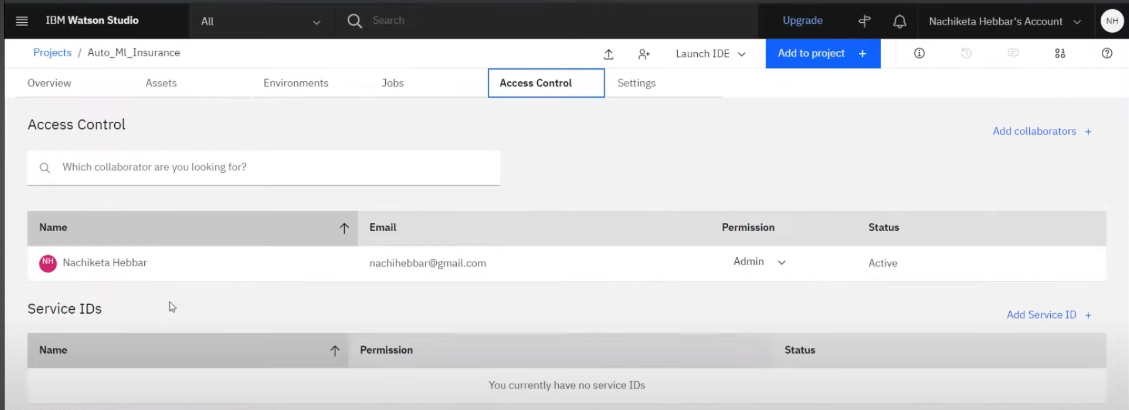 IBM Watson Studio All Search Upgrade Nachiketa Hebbar's Account NH
Projects / Auto_Ml_Insurance Launch IDE Add to project +
Overview Assets Environments Jobs Access Control Settings
Access Control
Add collaborators +
Which collaborator are you looking for?
Name Email Permission Status
NH Nachiketa Hebbar nachihebbar@gmail.com Admin Active
Service IDs
Add Service ID +
Name Permission Status
You currently have no service IDs